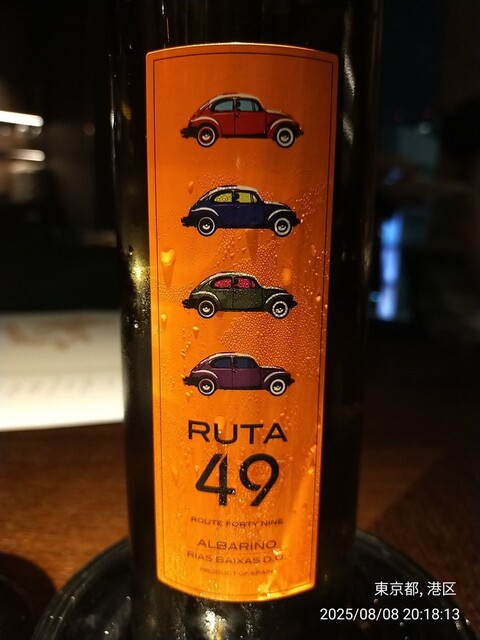 RUTA
49
ROUTE FORTY NINE
ALBARIÑO
RIAS BAIXAS D.O.
PRODUCT OF SPAIN
東京都, 港区
2025/08/08 20:18:13